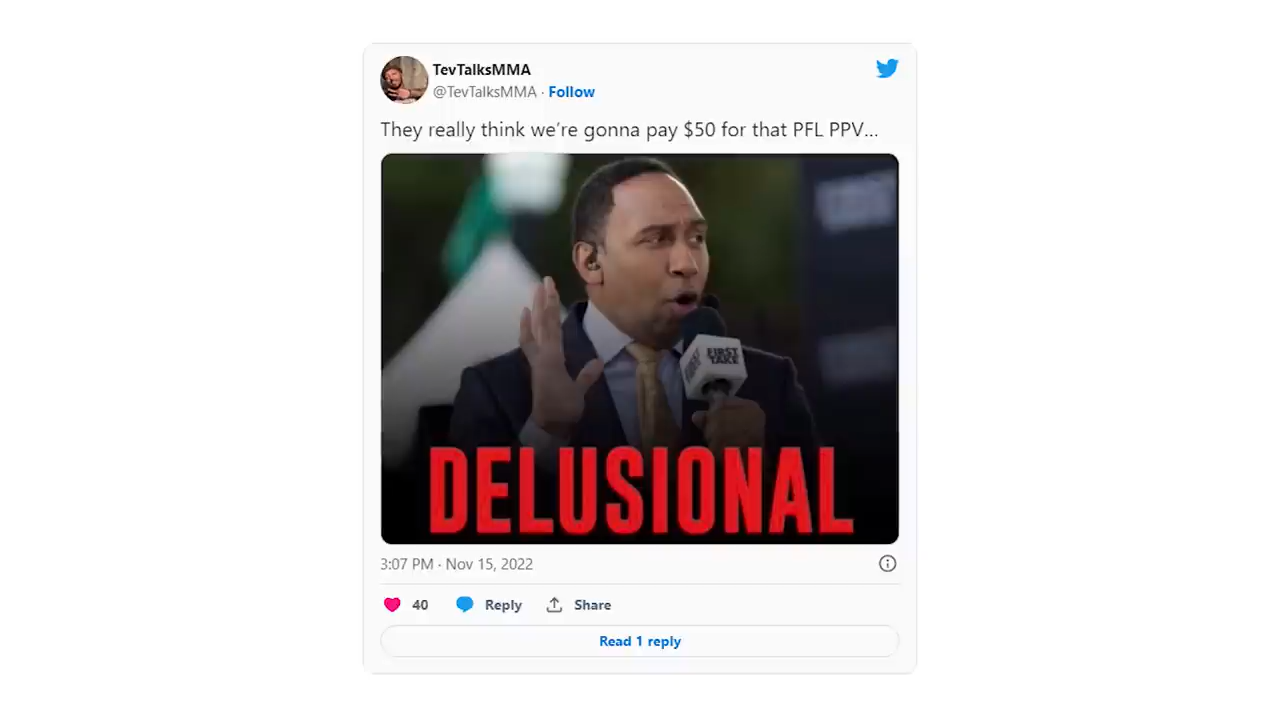 TevTalksMMA
@TevTalksMMA · Follow
They really think we're gonna pay $50 for that PFL PPV...
FIRST
TAKE
DELUSIONAL
3:07 PM · Nov 15, 2022
40 Reply Share
Read 1 reply